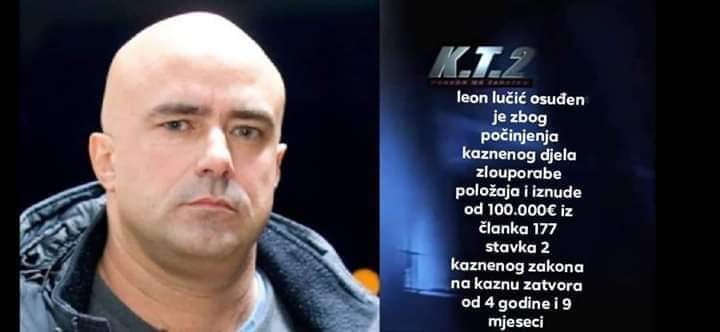 K.T.2
leon lučić osuđen
je zbog
počinjenja
kaznenog djela
zlouporabe
položaja i iznude
od 100.000€ iz
članka 177
stavka 2
kaznenog zakona
na kaznu zatvora
od 4 godine i 9
mjeseci